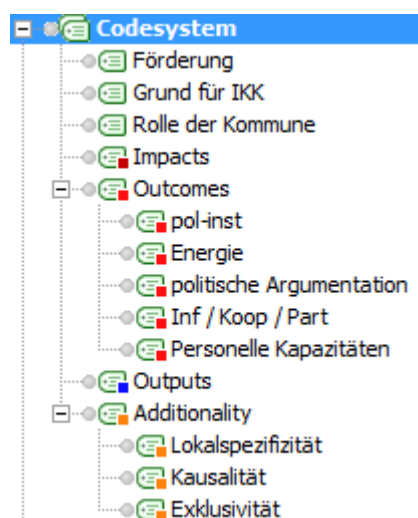 Codesystem
Förderung
Grund für IKK
Rolle der Kommune
Impacts
Outcomes
pol-inst
Energie
politische Argumentation
Inf / Koop / Part
Personelle Kapazitäten
Outputs
Additionality
Lokalspezifizität
Kausalität
Exklusivität